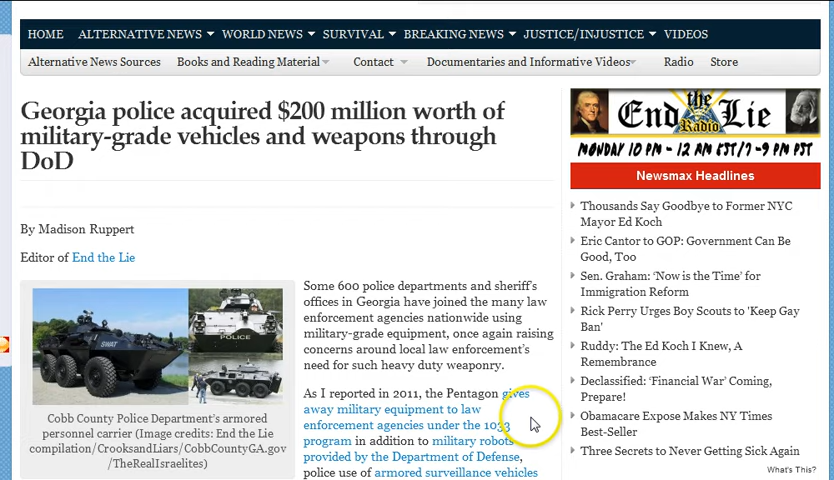 HOME ALTERNATIVE NEWS WORLD NEWS SURVIVAL BREAKING NEWS JUSTICE/INJUSTICE VIDEOS
Alternative News Sources Books and Reading Material Contact Documentaries and Informative Videos Radio Store
Georgia police acquired $200 million worth of
military-grade vehicles and weapons through
DoD
By Madison Ruppert
Editor of End the Lie
SWAT
POLICE
Cobb County Police Department's armored
personnel carrier (Image credits: End the Lie
compilation/CrooksandLiars/CobbCountyGA.gov
/TheRealIsraelites)
Some 600 police departments and sheriff's
offices in Georgia have joined the many law
enforcement agencies nationwide using
military-grade equipment, once again raising
concerns around local law enforcement's
need for such heavy duty weaponry.
As I reported in 2011, the Pentagon gives
away military equipment to law
enforcement agencies under the 1033
program in addition to military robots
provided by the Department of Defense,
police use of armored surveillance vehicles
End the Lie
Radio
MONDAY 10 PM - 12 AM EST/7 - 9 PM PST
Newsmax Headlines
Thousands Say Goodbye to Former NYC
Mayor Ed Koch
Eric Cantor to GOP: Government Can Be
Good, Too
Sen. Graham: 'Now is the Time' for
Immigration Reform
Rick Perry Urges Boy Scouts to 'Keep Gay
Ban'
Ruddy: The Ed Koch I Knew, A
Remembrance
Declassified: 'Financial War' Coming,
Prepare!
Obamacare Expose Makes NY Times
Best-Seller
Three Secrets to Never Getting Sick Again
What's This?